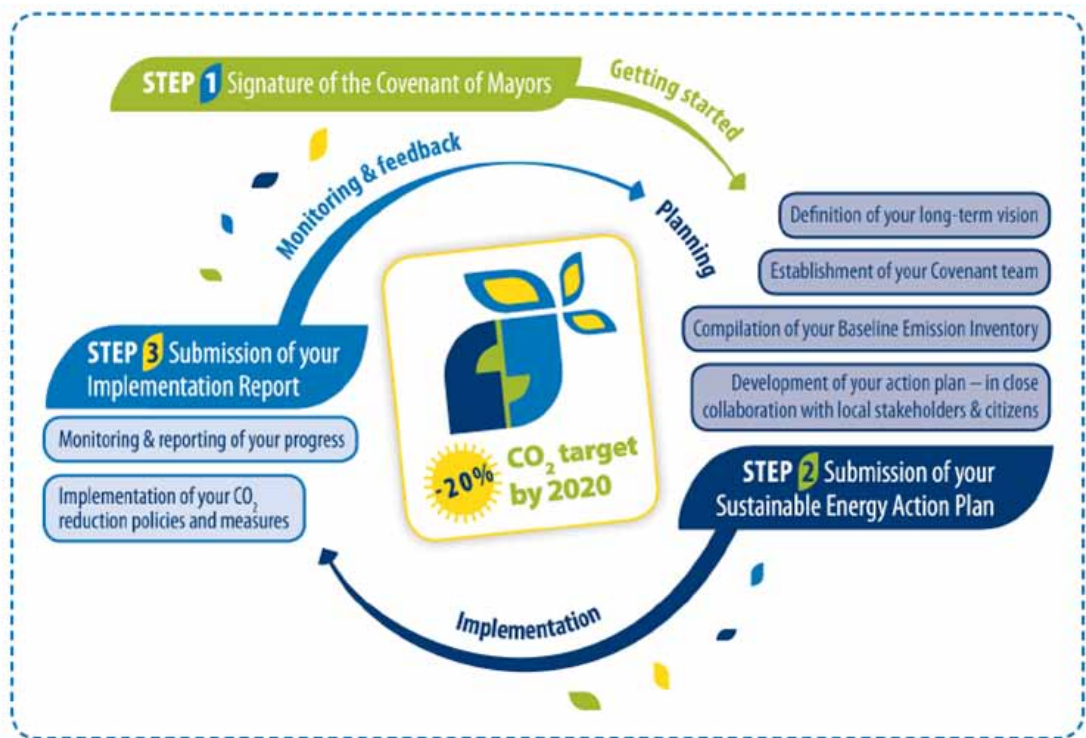 STEP 1 Signature of the Covenant of Mayors
Getting started
Monitoring & feedback
Planning
Definition of your long-term vision
Establishment of your Covenant team
Compilation of your Baseline Emission Inventory
Development of your action plan – in close
collaboration with local stakeholders & citizens
STEP 2 Submission of your
Sustainable Energy Action Plan
Implementation
STEP 3 Submission of your
Implementation Report
Monitoring & reporting of your progress
Implementation of your CO₂
reduction policies and measures
-20%
CO₂ target
by 2020